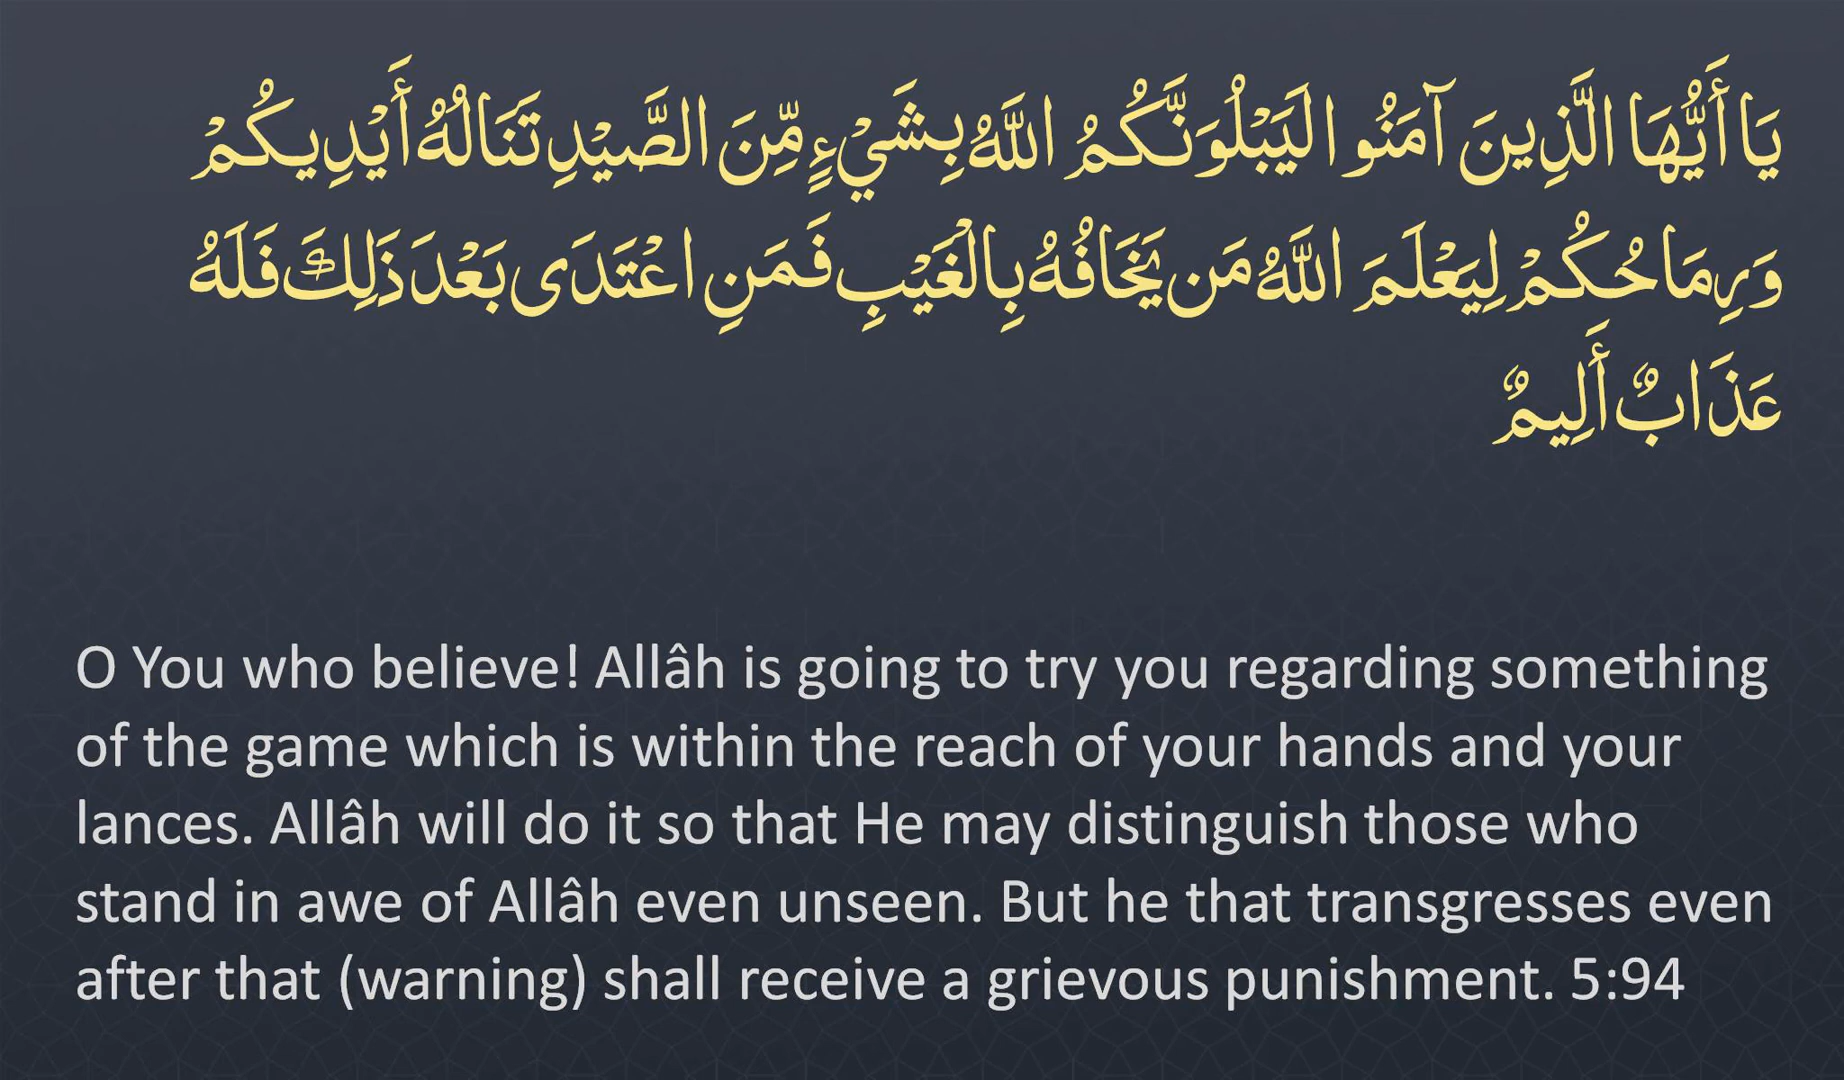 يَا أَيُّهَا الَّذِينَ آمَنُوا لَيَبْلُوَنَّكُمُ اللَّهُ بِشَيْءٍ مِّنَ الصَّيْدِ تَنَالُهُ أَيْدِيكُمْ
وَرِمَاحُكُمْ لِيَعْلَمَ اللَّهُ مَن يَخَافُهُ بِالْغَيْبِ فَمَنِ اعْتَدَى بَعْدَ ذَلِكَ فَلَهُ
عَذَابٌ أَلِيمٌ
O You who believe! Allâh is going to try you regarding something
of the game which is within the reach of your hands and your
lances. Allâh will do it so that He may distinguish those who
stand in awe of Allâh even unseen. But he that transgresses even
after that (warning) shall receive a grievous punishment. 5:94